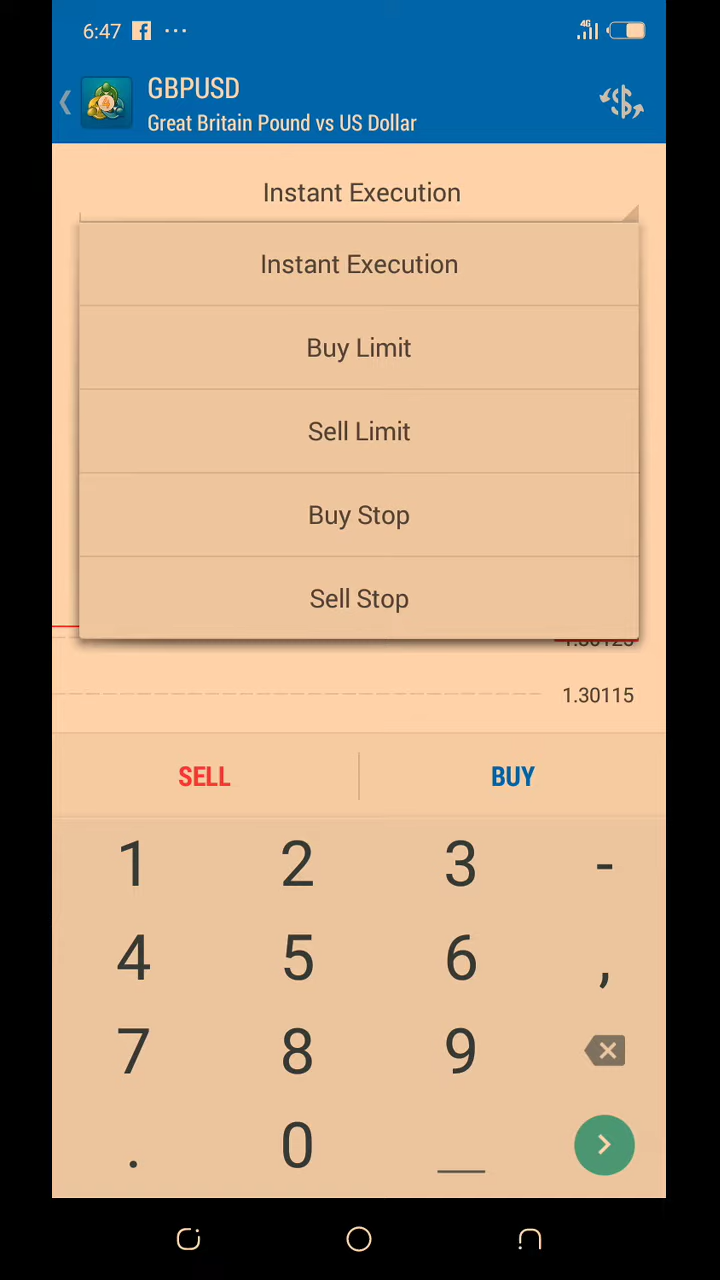 6:47
4G
GBPUSD
Great Britain Pound vs US Dollar
Instant Execution
Instant Execution
Buy Limit
Sell Limit
Buy Stop
Sell Stop
1.30115
SELL BUY
1 2 3 -
4 5 6 ,
7 8 9
. 0 _